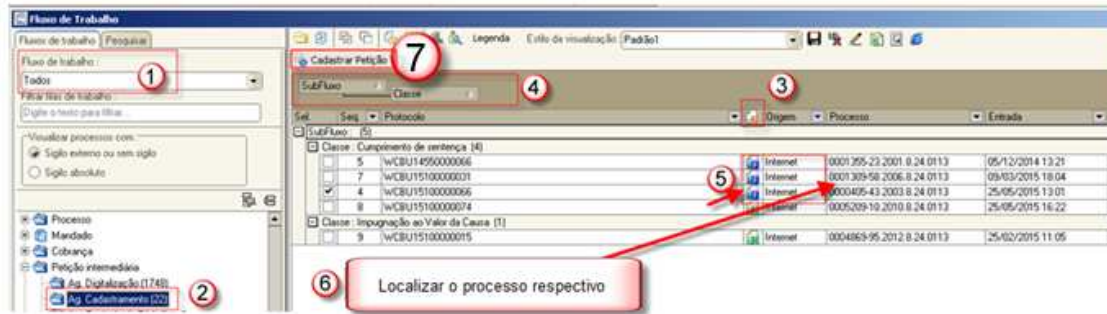 Fluxo de Trabalho
Fluxos de trabalho Pesquisar
Fluxo de trabalho :
Todos
1
Filtrar filas de trabalho :
Digite o texto para filtrar...
Visualizar processos com...
Sigilo externo ou sem sigilo
Sigilo absoluto
Processo
Mandado
Cobrança
Petição intermediária
Ag. Digitalização (1748)
Ag. Cadastramento (22)
2
Legenda Estilo de visualização Padrão1
Cadastrar Petição
7
SubFluxo
Classe
4
3
Sel. Seq Protocolo Origem Processo Entrada
SubFluxo : (5)
Classe : Cumprimento de sentença (4)
5 WCBU14550000066 Internet 0001355-23.2001.8.24.0113 05/12/2014 13:21
7 WCBU15100000031 Internet 0001309-58.2006.8.24.0113 09/03/2015 18:04
4 WCBU15100000066 Internet 0000405-43.2003.8.24.0113 25/05/2015 13:01
8 WCBU15100000074 Internet 0005209-10.2010.8.24.0113 25/05/2015 16:22
5
Classe : Impugnação ao Valor da Causa (1)
9 WCBU15100000015 Internet 0004869-95.2012.8.24.0113 25/02/2015 11:05
6
Localizar o processo respectivo